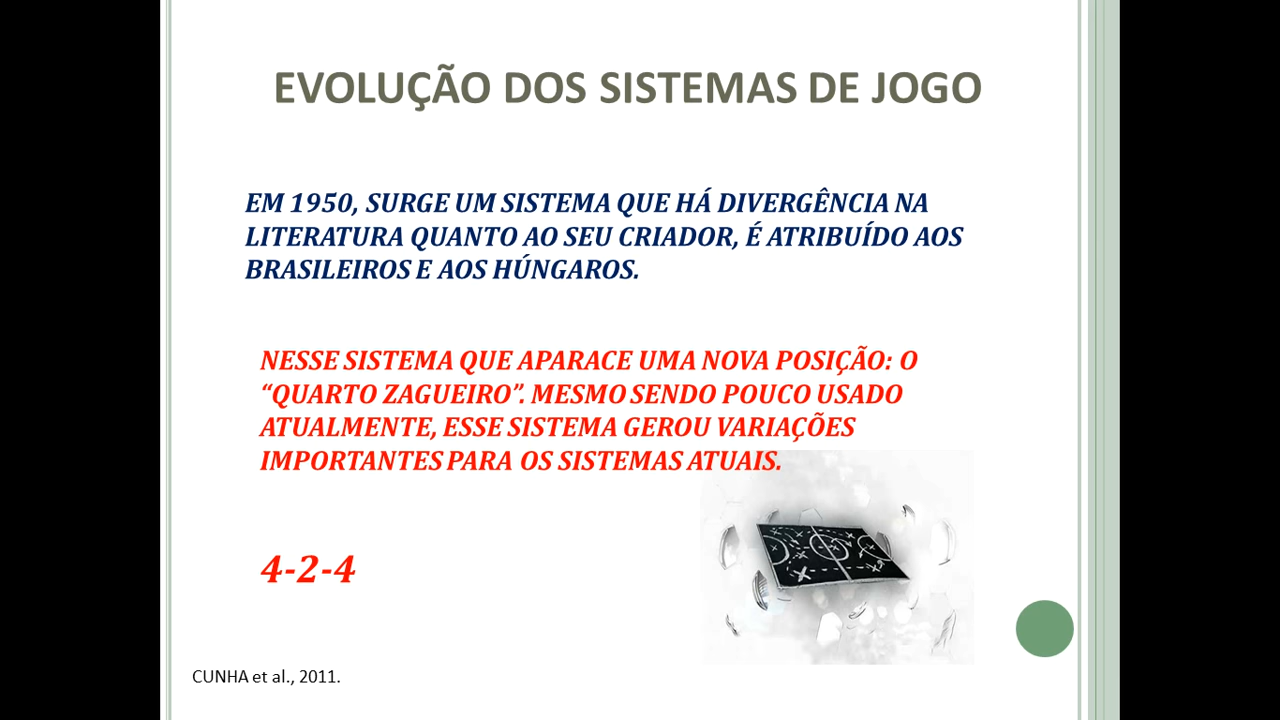 EVOLUÇÃO DOS SISTEMAS DE JOGO
EM 1950, SURGE UM SISTEMA QUE HÁ DIVERGÊNCIA NA
LITERATURA QUANTO AO SEU CRIADOR, É ATRIBUÍDO AOS
BRASILEIROS E AOS HÚNGAROS.
NESSE SISTEMA QUE APARACE UMA NOVA POSIÇÃO: O
“QUARTO ZAGUEIRO”. MESMO SENDO POUCO USADO
ATUALMENTE, ESSE SISTEMA GEROU VARIAÇÕES
IMPORTANTES PARA OS SISTEMAS ATUAIS.
4-2-4
CUNHA et al., 2011.